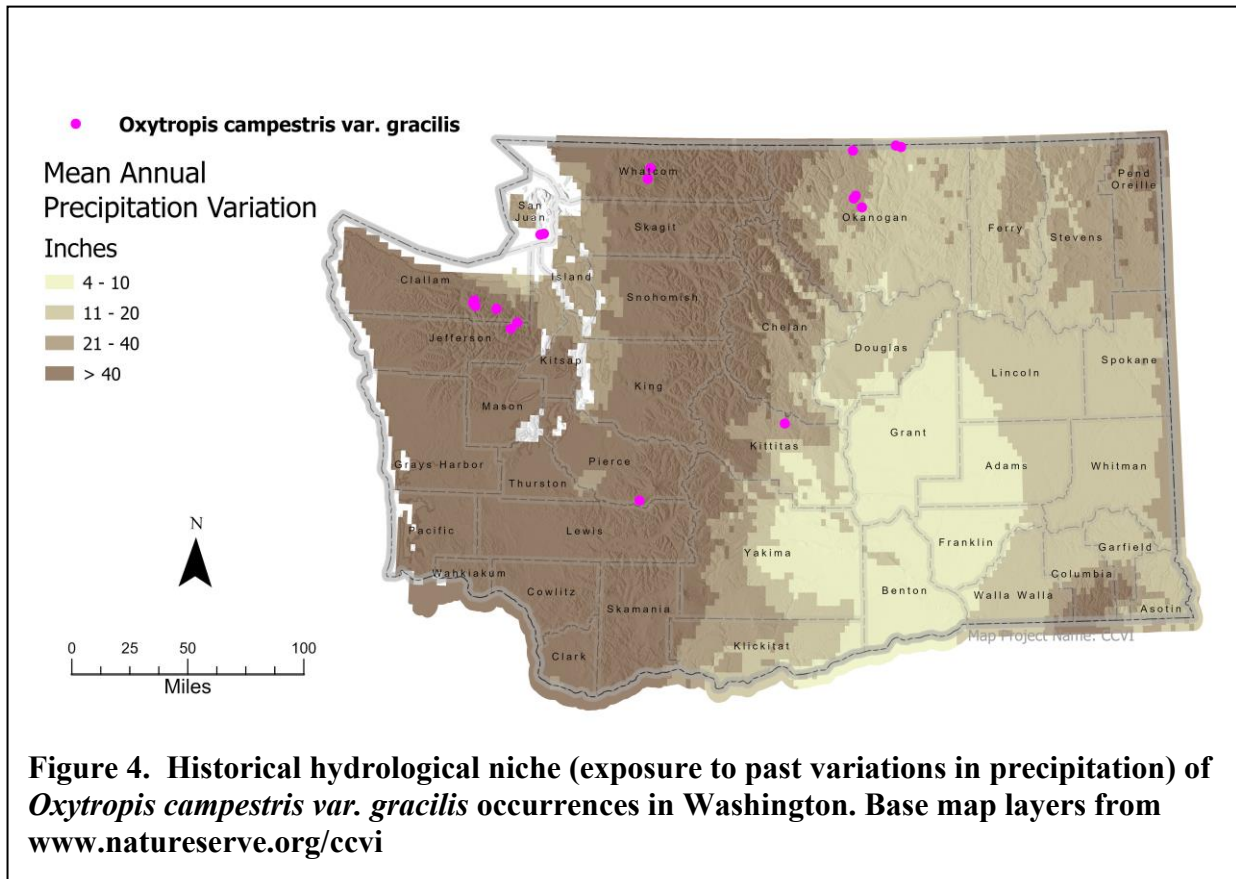 Oxytropis campestris var. gracilis
Mean Annual
Precipitation Variation
Inches
4 - 10
11 - 20
21 - 40
> 40
Whatcom
Pend
Oreille
San
Juan
Okanogan
Skagit
Ferry
Stevens
Island
Clallam
Snohomish
Chelan
Jefferson
Douglas
Kitsap
Lincoln
Spokane
King
Mason
Grant
Kittitas
Grays Harbor
Pierce
Adams
Whitman
Thurston
Pacific
Lewis
Yakima
Franklin
Garfield
Wahkiakum
Columbia
Cowlitz
Benton
Walla Walla
Skamania
Asotin
Map Project Name: CCVI
Klickitat
Clark
N
0 25 50 100
Miles
Figure 4. Historical hydrological niche (exposure to past variations in precipitation) of
Oxytropis campestris var. gracilis occurrences in Washington. Base map layers from
www.natureserve.org/ccvi